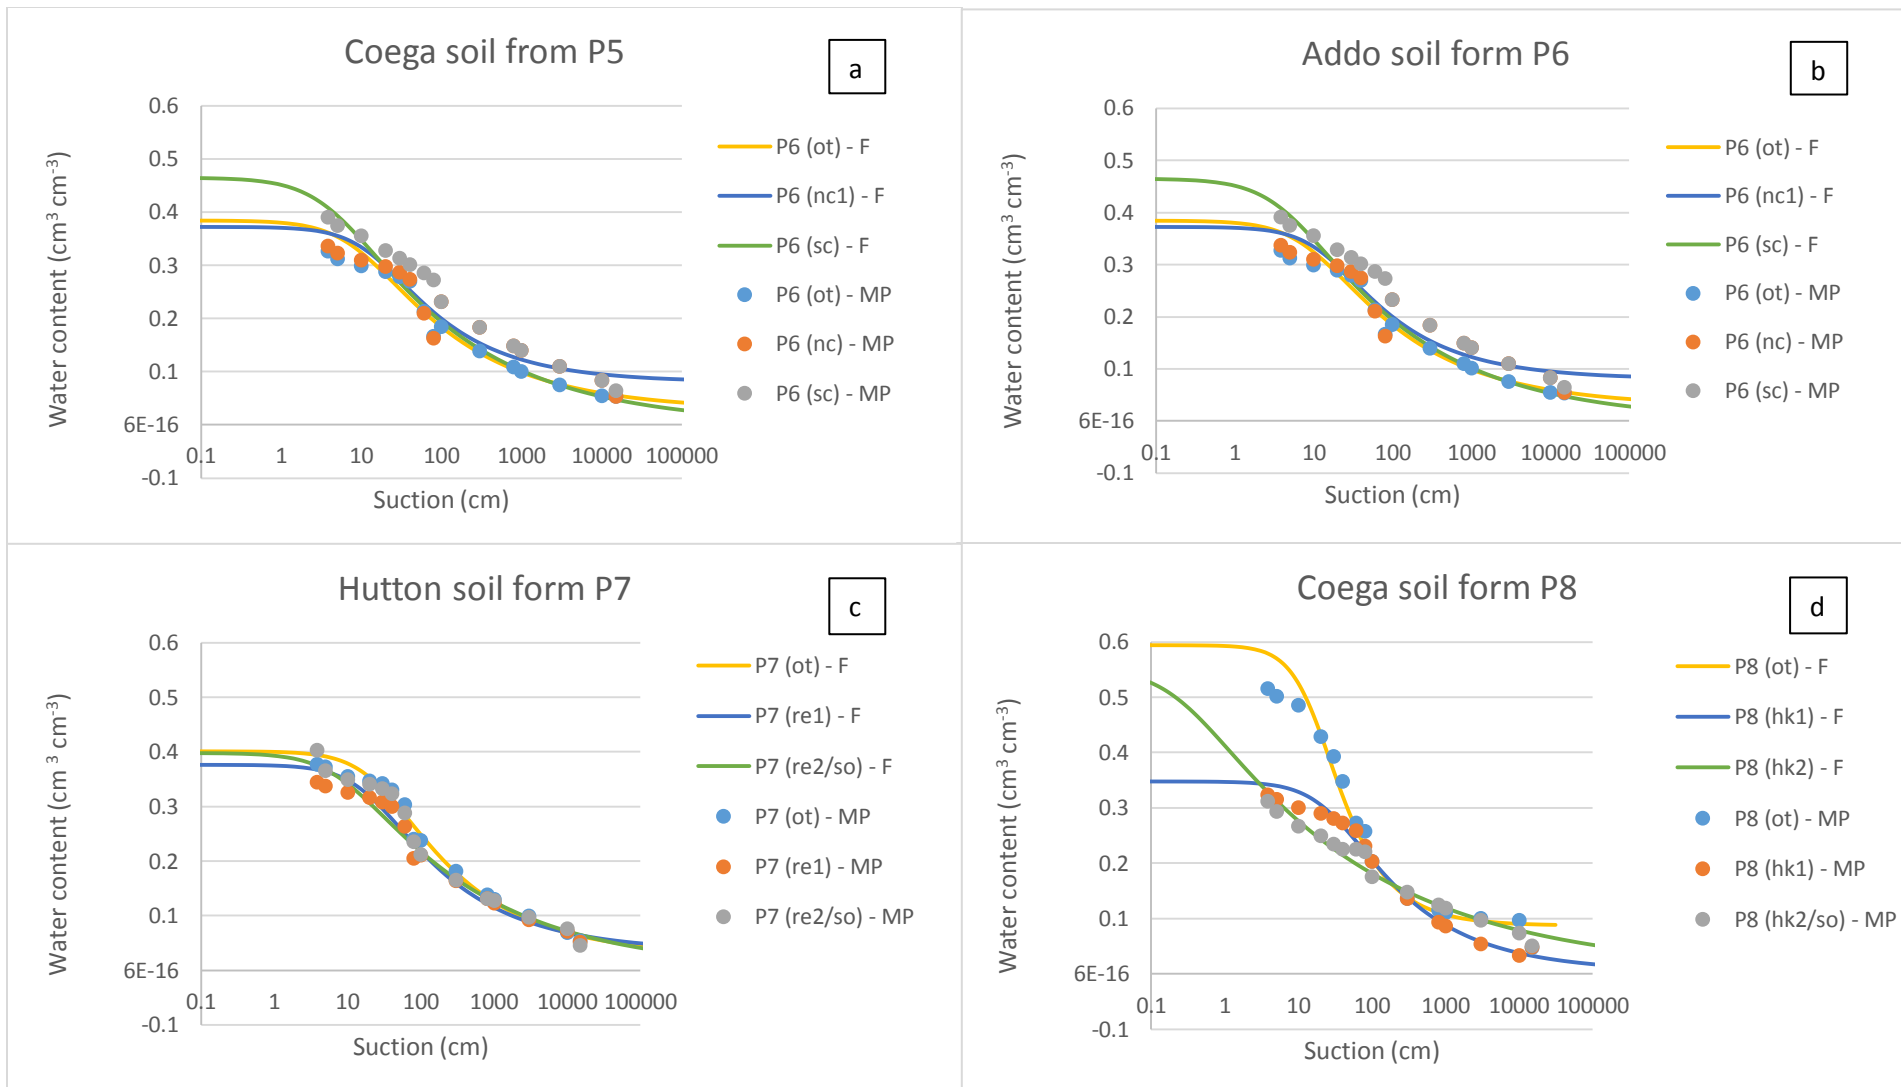 Coega soil from P5
a
Water content (cm³ cm⁻³)
0.6
0.5
0.4
0.3
0.2
0.1
6E-16
-0.1
0.1 1 10 100 1000 10000 100000
Suction (cm)
P6 (ot) - F
P6 (nc1) - F
P6 (sc) - F
P6 (ot) - MP
P6 (nc) - MP
P6 (sc) - MP
Addo soil form P6
b
Water content (cm³ cm⁻³)
0.6
0.5
0.4
0.3
0.2
0.1
6E-16
-0.1
0.1 1 10 100 1000 10000 100000
Suction (cm)
P6 (ot) - F
P6 (nc1) - F
P6 (sc) - F
P6 (ot) - MP
P6 (nc) - MP
P6 (sc) - MP
Hutton soil form P7
c
Water content (cm³ cm⁻³)
0.6
0.5
0.4
0.3
0.2
0.1
6E-16
-0.1
0.1 1 10 100 1000 10000 100000
Suction (cm)
P7 (ot) - F
P7 (re1) - F
P7 (re2/so) - F
P7 (ot) - MP
P7 (re1) - MP
P7 (re2/so) - MP
Coega soil form P8
d
Water content (cm³ cm⁻³)
0.6
0.5
0.4
0.3
0.2
0.1
6E-16
-0.1
0.1 1 10 100 1000 10000 100000
Suction (cm)
P8 (ot) - F
P8 (hk1) - F
P8 (hk2) - F
P8 (ot) - MP
P8 (hk1) - MP
P8 (hk2/so) - MP